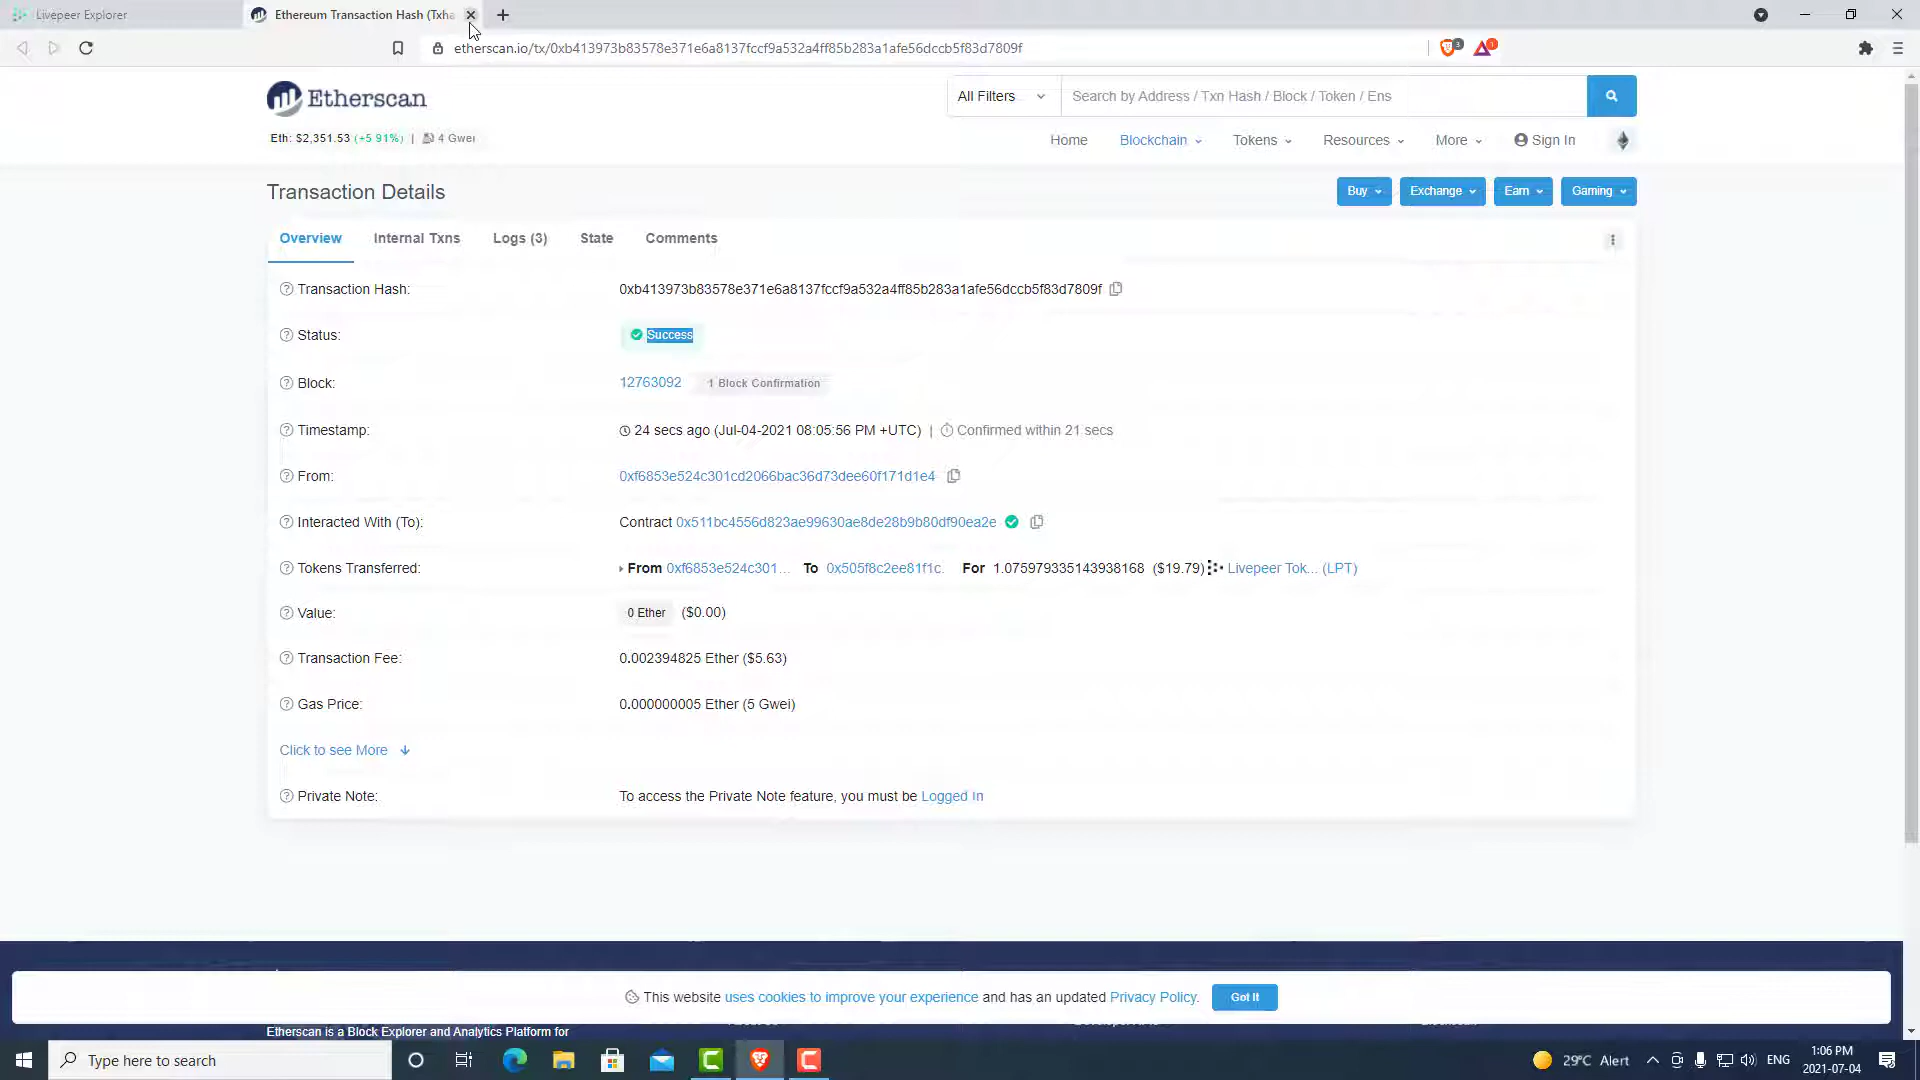 Livepeer Explorer
Ethereum Transaction Hash (Txha
etherscan.io/tx/0xb413973b83578e371e6a8137fccf9a532a4ff85b283a1afe56dccb5f83d7809f
3
1
Etherscan
All Filters
Search by Address / Txn Hash / Block / Token / Ens
Eth: $2,351.53 (+5.91%) | 4 Gwei
Home Blockchain Tokens Resources More Sign In
Transaction Details
Buy Exchange Earn Gaming
Overview Internal Txns Logs (3) State Comments
Transaction Hash: 0xb413973b83578e371e6a8137fccf9a532a4ff85b283a1afe56dccb5f83d7809f
Status: Success
Block: 12763092 1 Block Confirmation
Timestamp: 24 secs ago (Jul-04-2021 08:05:56 PM +UTC) | Confirmed within 21 secs
From: 0xf6853e524c301cd2066bac36d73dee60f171d1e4
Interacted With (To): Contract 0x511bc4556d823ae99630ae8de28b9b80df90ea2e
Tokens Transferred: From 0xf6853e524c301... To 0x505f8c2ee81f1c. For 1.075979335143938168 ($19.79) Livepeer Tok... (LPT)
Value: 0 Ether ($0.00)
Transaction Fee: 0.002394825 Ether ($5.63)
Gas Price: 0.000000005 Ether (5 Gwei)
Click to see More
Private Note: To access the Private Note feature, you must be Logged In
This website uses cookies to improve your experience and has an updated Privacy Policy. Got It
Etherscan is a Block Explorer and Analytics Platform for
Type here to search
29°C Alert
ENG
1:06 PM
2021-07-04